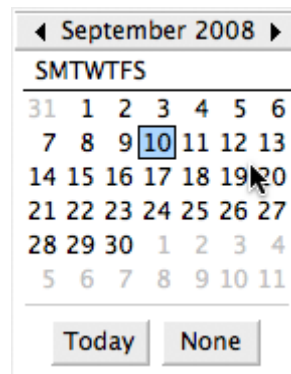 September 2008
SMTWTFS
31 1 2 3 4 5 6
7 8 9 10 11 12 13
14 15 16 17 18 19 20
21 22 23 24 25 26 27
28 29 30 1 2 3 4
5 6 7 8 9 10 11
Today None